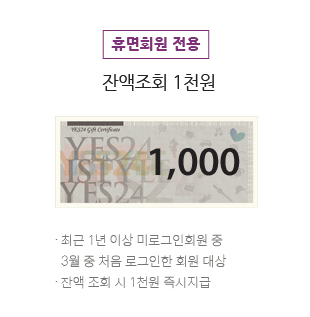 휴면회원 전용
잔액조회 1천원
YES24 Gift Certificate
YES24
ISTYLE
YES24
1,000
· 최근 1년 이상 미로그인회원 중
3월 중 처음 로그인한 회원 대상
· 잔액 조회 시 1천원 즉시지급